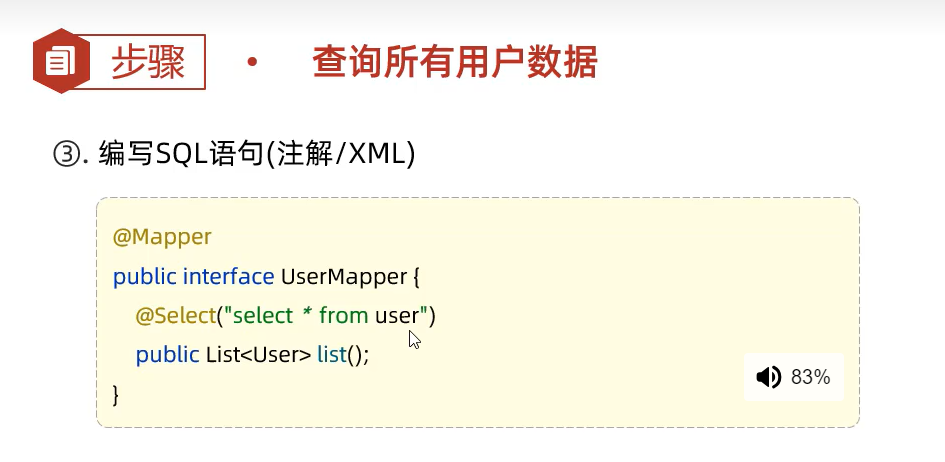 步骤 • 查询所有用户数据
③. 编写SQL语句(注解/XML)
@Mapper
public interface UserMapper {
@Select("select * from user")
public List<User> list();
}
83%